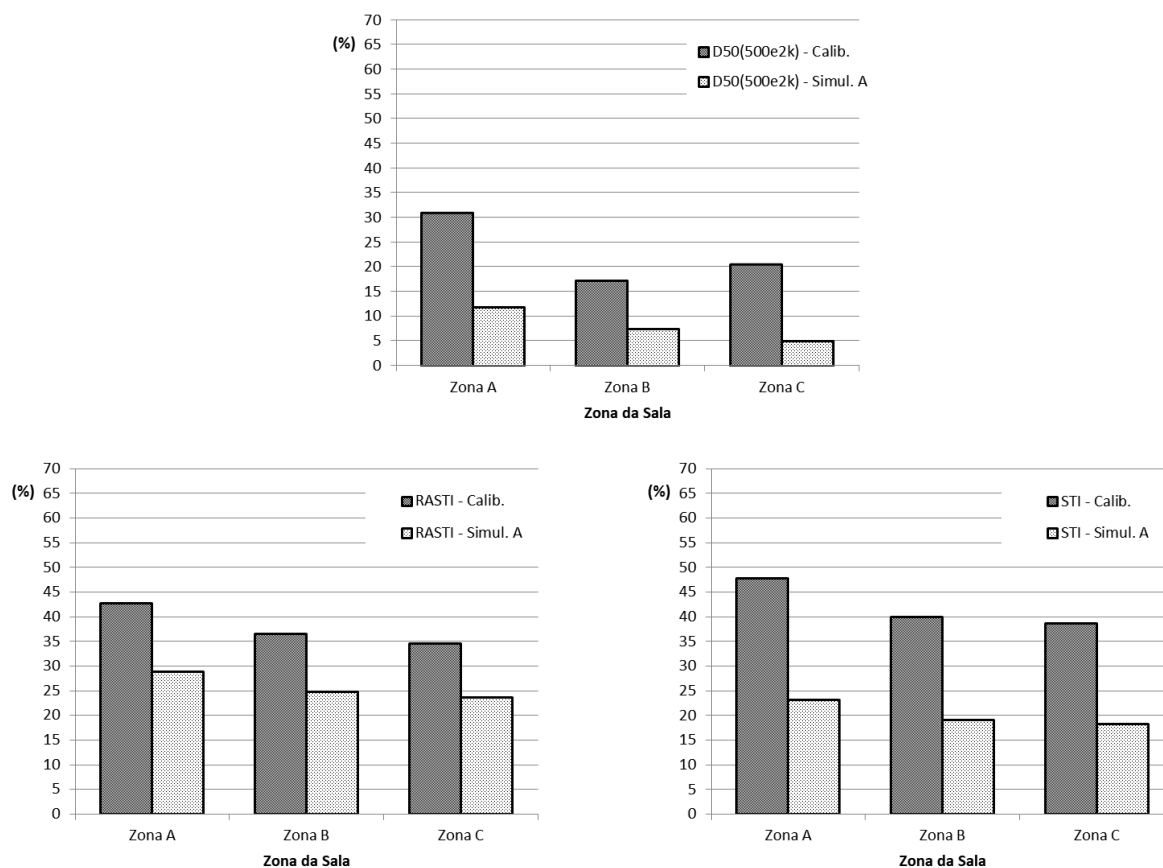 70
(%)
65
60
55
50
45
40
35
30
25
20
15
10
5
0
D50(500e2k) - Calib.
D50(500e2k) - Simul. A
Zona A
Zona B
Zona C
Zona da Sala
70
(%)
65
60
55
50
45
40
35
30
25
20
15
10
5
0
RASTI - Calib.
RASTI - Simul. A
Zona A
Zona B
Zona C
Zona da Sala
70
(%)
65
60
55
50
45
40
35
30
25
20
15
10
5
0
STI - Calib.
STI - Simul. A
Zona A
Zona B
Zona C
Zona da Sala